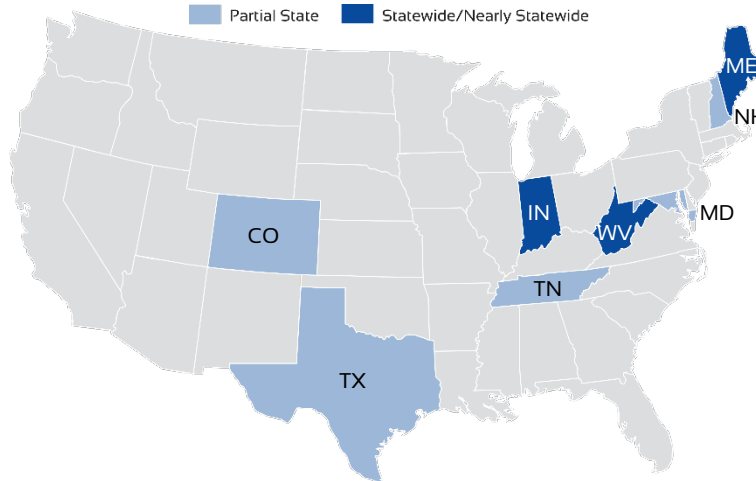 Partial State Statewide/Nearly Statewide
ME
NH
IN
WV
MD
CO
TN
TX